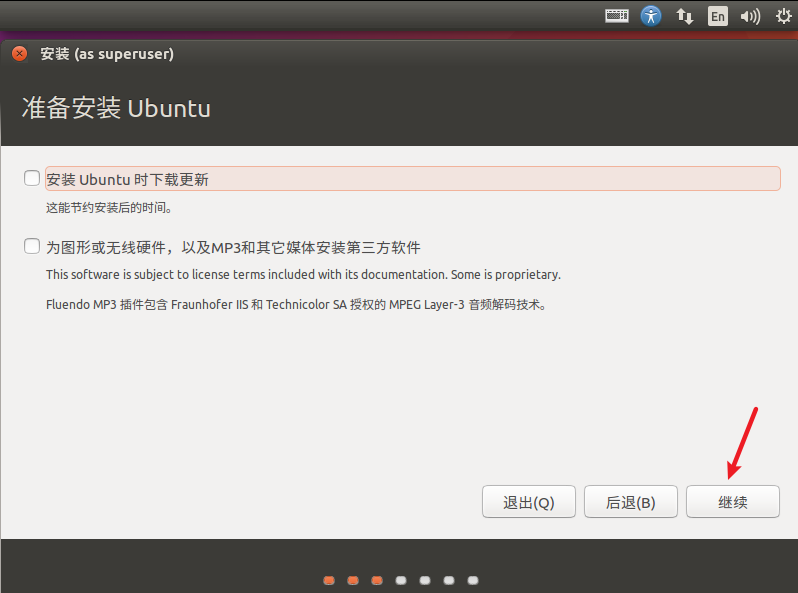 En
安装 (as superuser)
准备安装 Ubuntu
安装 Ubuntu 时下载更新
这能节约安装后的时间。
为图形或无线硬件，以及MP3和其它媒体安装第三方软件
This software is subject to license terms included with its documentation. Some is proprietary.
Fluendo MP3 插件包含 Fraunhofer IIS 和 Technicolor SA 授权的 MPEG Layer-3 音频解码技术。
退出(Q) 后退(B) 继续